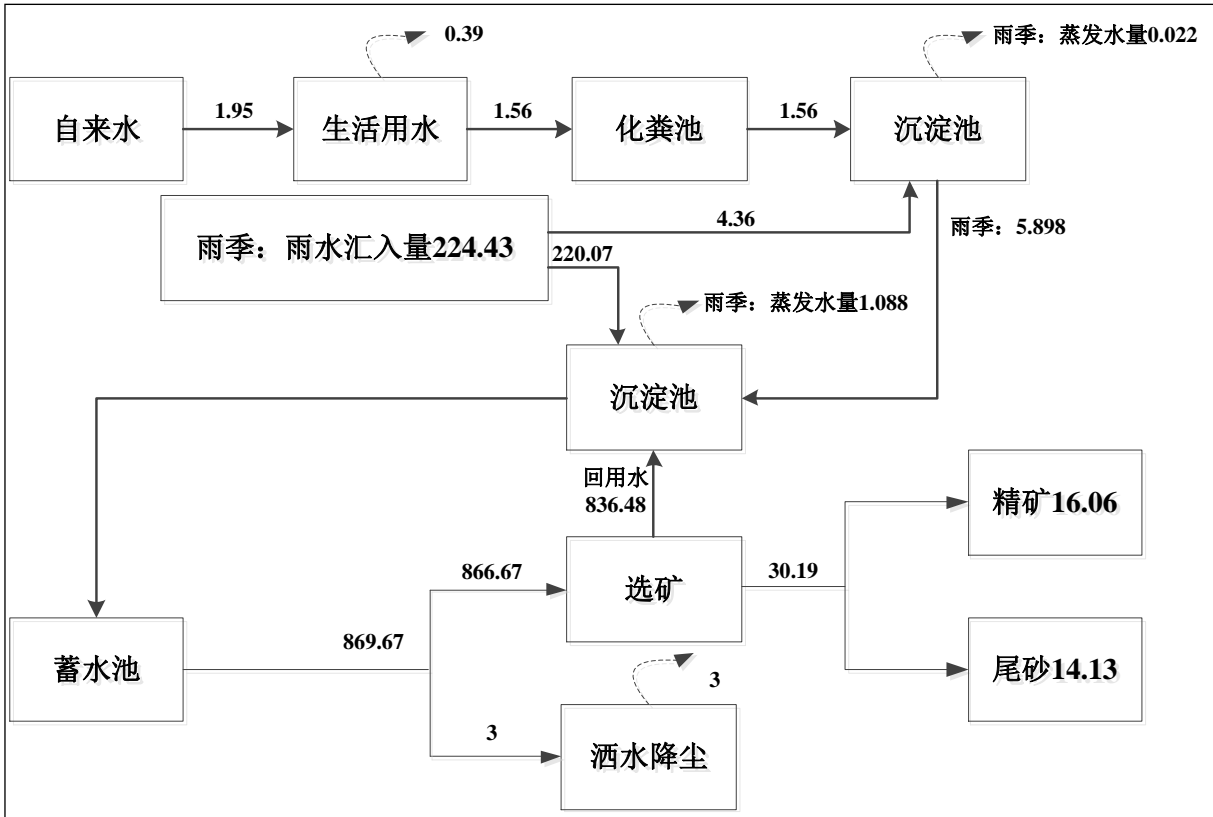 0.39
雨季：蒸发水量0.022
自来水
1.95
生活用水
1.56
化粪池
1.56
沉淀池
雨季：雨水汇入量224.43
4.36
220.07
雨季：5.898
雨季：蒸发水量1.088
沉淀池
回用水
836.48
精矿16.06
866.67
选矿
30.19
蓄水池
869.67
尾砂14.13
3
3
洒水降尘